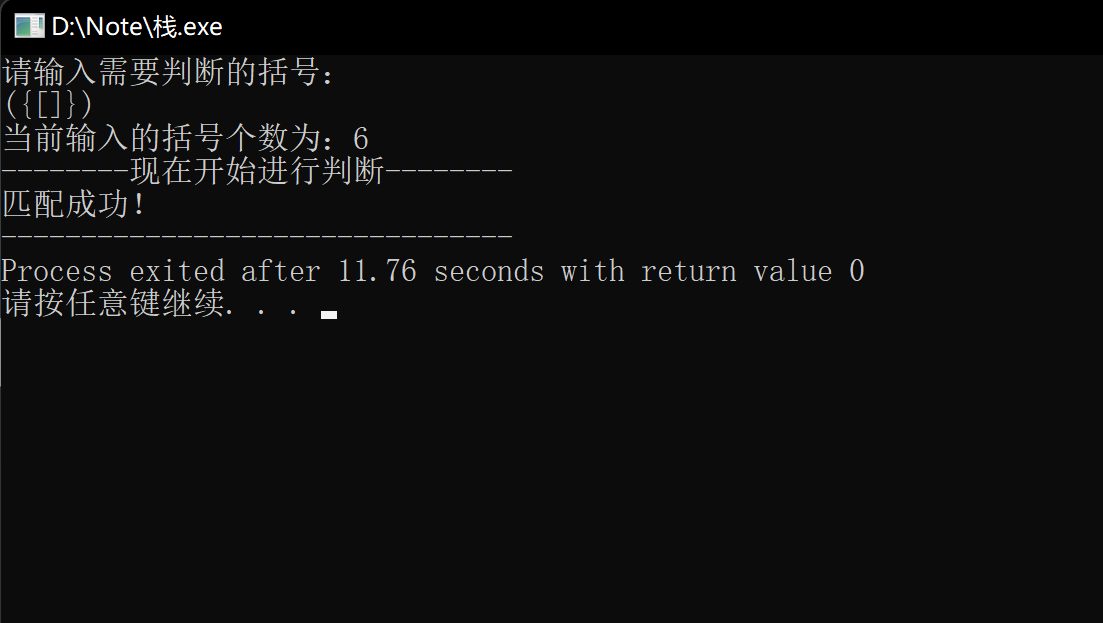 D:\Note\栈.exe
请输入需要判断的括号：
({[]})
当前输入的括号个数为：6
--------现在开始进行判断--------
匹配成功！
--------------------------------
Process exited after 11.76 seconds with return value 0
请按任意键继续. . .